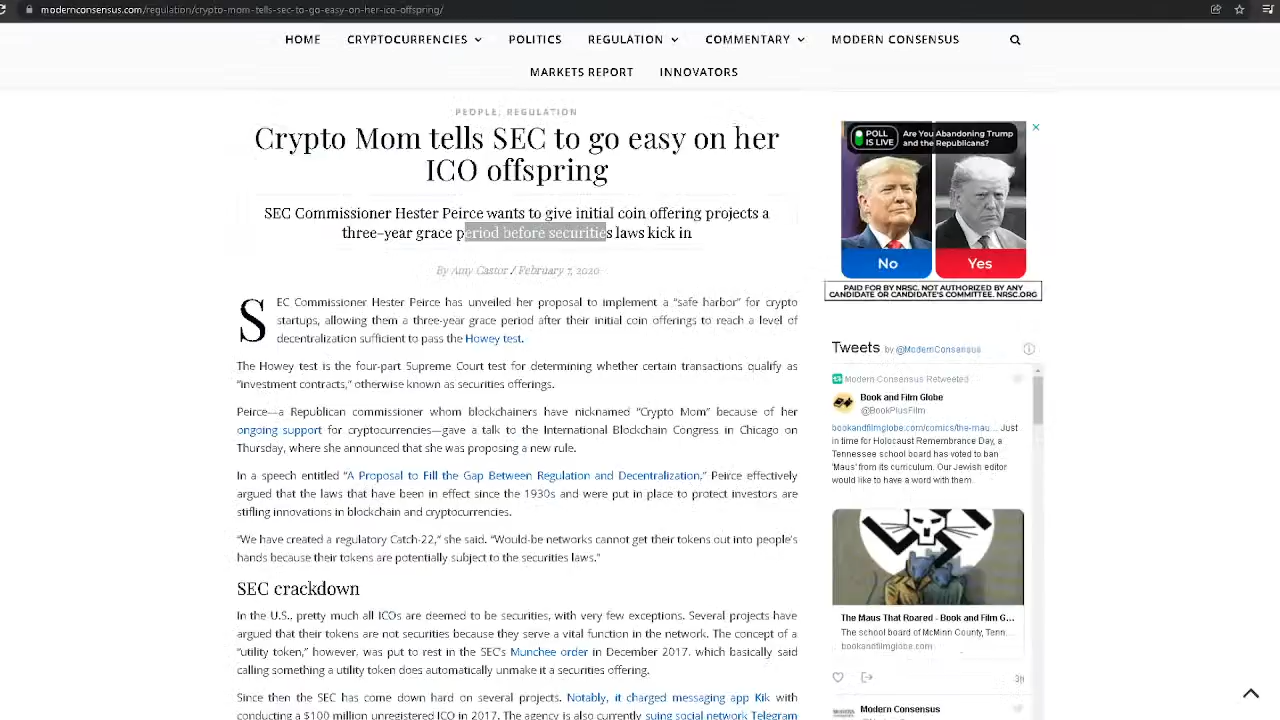 modernconsensus.com/regulation/crypto-mom-tells-sec-to-go-easy-on-her-ico-offspring/
HOME CRYPTOCURRENCIES POLITICS REGULATION COMMENTARY MODERN CONSENSUS
MARKETS REPORT INNOVATORS
PEOPLE, REGULATION
Crypto Mom tells SEC to go easy on her
ICO offspring
SEC Commissioner Hester Peirce wants to give initial coin offering projects a
three-year grace period before securities laws kick in
By Amy Castor / February 7, 2020
SEC Commissioner Hester Peirce has unveiled her proposal to implement a “safe harbor” for crypto
startups, allowing them a three-year grace period after their initial coin offerings to reach a level of
decentralization sufficient to pass the Howey test.
The Howey test is the four-part Supreme Court test for determining whether certain transactions qualify as
“investment contracts,” otherwise known as securities offerings.
Peirce—a Republican commissioner whom blockchainers have nicknamed “Crypto Mom” because of her
ongoing support for cryptocurrencies—gave a talk to the International Blockchain Congress in Chicago on
Thursday, where she announced that she was proposing a new rule.
In a speech entitled “A Proposal to Fill the Gap Between Regulation and Decentralization,” Peirce effectively
argued that the laws that have been in effect since the 1930s and were put in place to protect investors are
stifling innovations in blockchain and cryptocurrencies.
“We have created a regulatory Catch-22,” she said. “Would-be networks cannot get their tokens out into people’s
hands because their tokens are potentially subject to the securities laws.”
SEC crackdown
In the U.S., pretty much all ICOs are deemed to be securities, with very few exceptions. Several projects have
argued that their tokens are not securities because they serve a vital function in the network. The concept of a
“utility token,” however, was put to rest in the SEC’s Munchee order in December 2017, which basically said
calling something a utility token does automatically unmake it a securities offering.
Since then the SEC has come down hard on several projects. Notably, it charged messaging app Kik with
conducting a $100 million unregistered ICO in 2017. The agency is also currently suing social network Telegram
POLL
IS LIVE
Are You Abandoning Trump
and the Republicans?
No Yes
PAID FOR BY NRSC. NOT AUTHORIZED BY ANY
CANDIDATE OR CANDIDATE'S COMMITTEE. NRSC.ORG
Tweets by @ModernConsensus
Modern Consensus Retweeted
Book and Film Globe
@BookPlusFilm
bookandfilmglobe.com/comics/the-mau... Just
in time for Holocaust Remembrance Day, a
Tennessee school board has voted to ban
'Maus' from its curriculum. Our Jewish editor
would like to have a word with them.
The Maus That Roared - Book and Film G...
The school board of McMinn County, Tenn...
bookandfilmglobe.com
3h
Modern Consensus